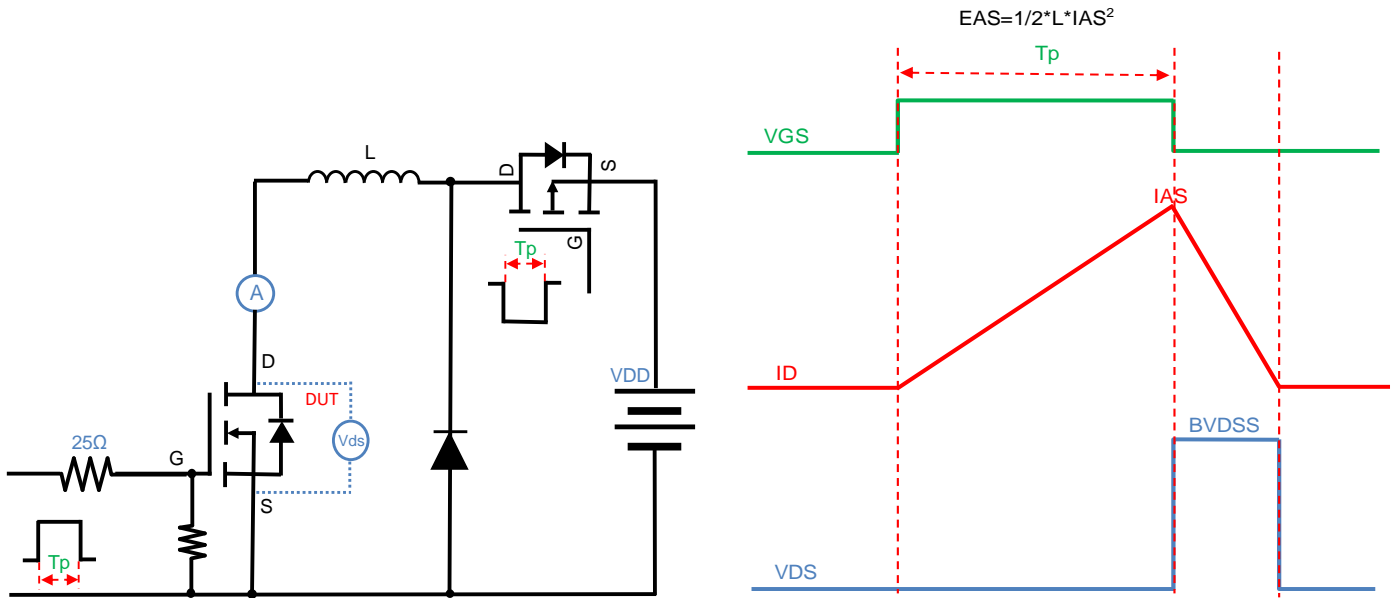 EAS=1/2*L*IAS²
L
D
S
G
Tp
A
D
DUT
Vds
VDD
25Ω
G
S
Tp
Tp
VGS
IAS
ID
BVDSS
VDS